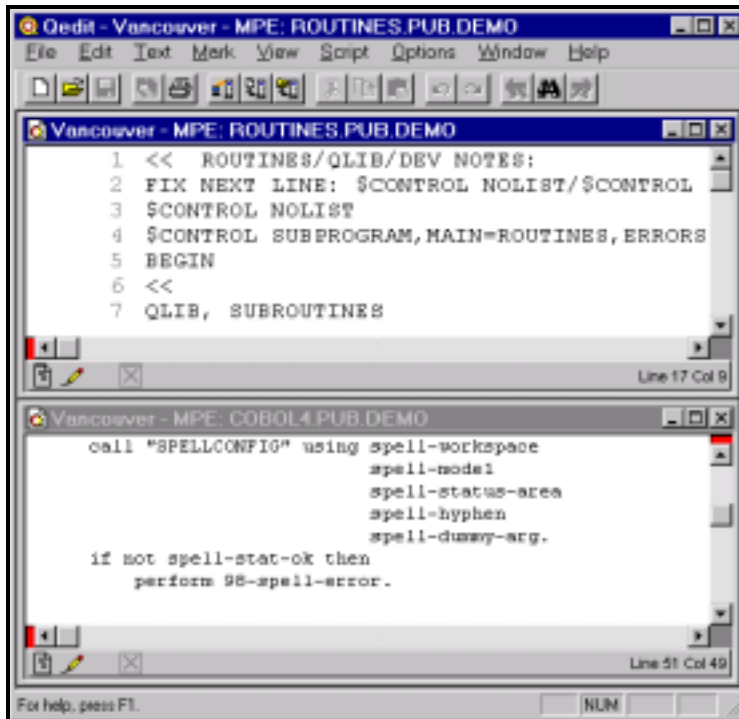 Qedit - Vancouver - MPE: ROUTINES.PUB.DEMO
File Edit Text Mark View Script Options Window Help
Vancouver - MPE: ROUTINES.PUB.DEMO
1 << ROUTINES/QLIB/DEV NOTES:
2 FIX NEXT LINE: $CONTROL NOLIST/$CONTROL
3 $CONTROL NOLIST
4 $CONTROL SUBPROGRAM,MAIN=ROUTINES,ERRORS
5 BEGIN
6 <<
7 QLIB, SUBROUTINES
Line 17 Col 9
Vancouver - MPE: COBOL4.PUB.DEMO
call "SPELLCONFIG" using spell-workspace
spell-mode1
spell-status-area
spell-hyphen
spell-dummy-arg.
if not spell-stat-ok then
perform 98-spell-error.
Line 51 Col 49
For help, press F1.
NUM